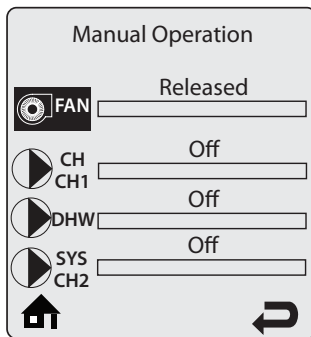 Manual Operation
Released
FAN
Off
CH
CH1
Off
DHW
Off
SYS
CH2